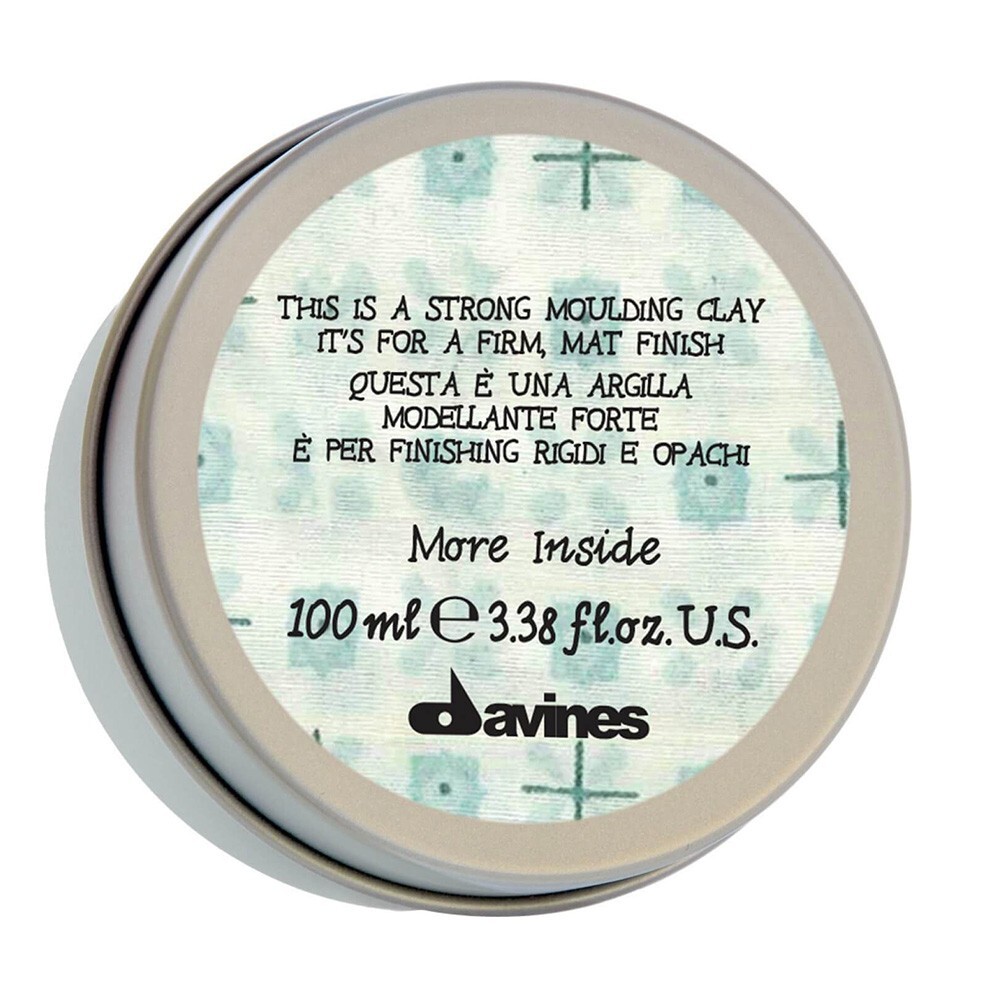 THIS IS A STRONG MOULDING CLAY
IT'S FOR A FIRM, MAT FINISH
QUESTA È UNA ARGILLA
MODELLANTE FORTE
È PER FINISHING RIGIDI E OPACHI
More Inside
100 ml e 3.38 fl.oz. U.S.
davines